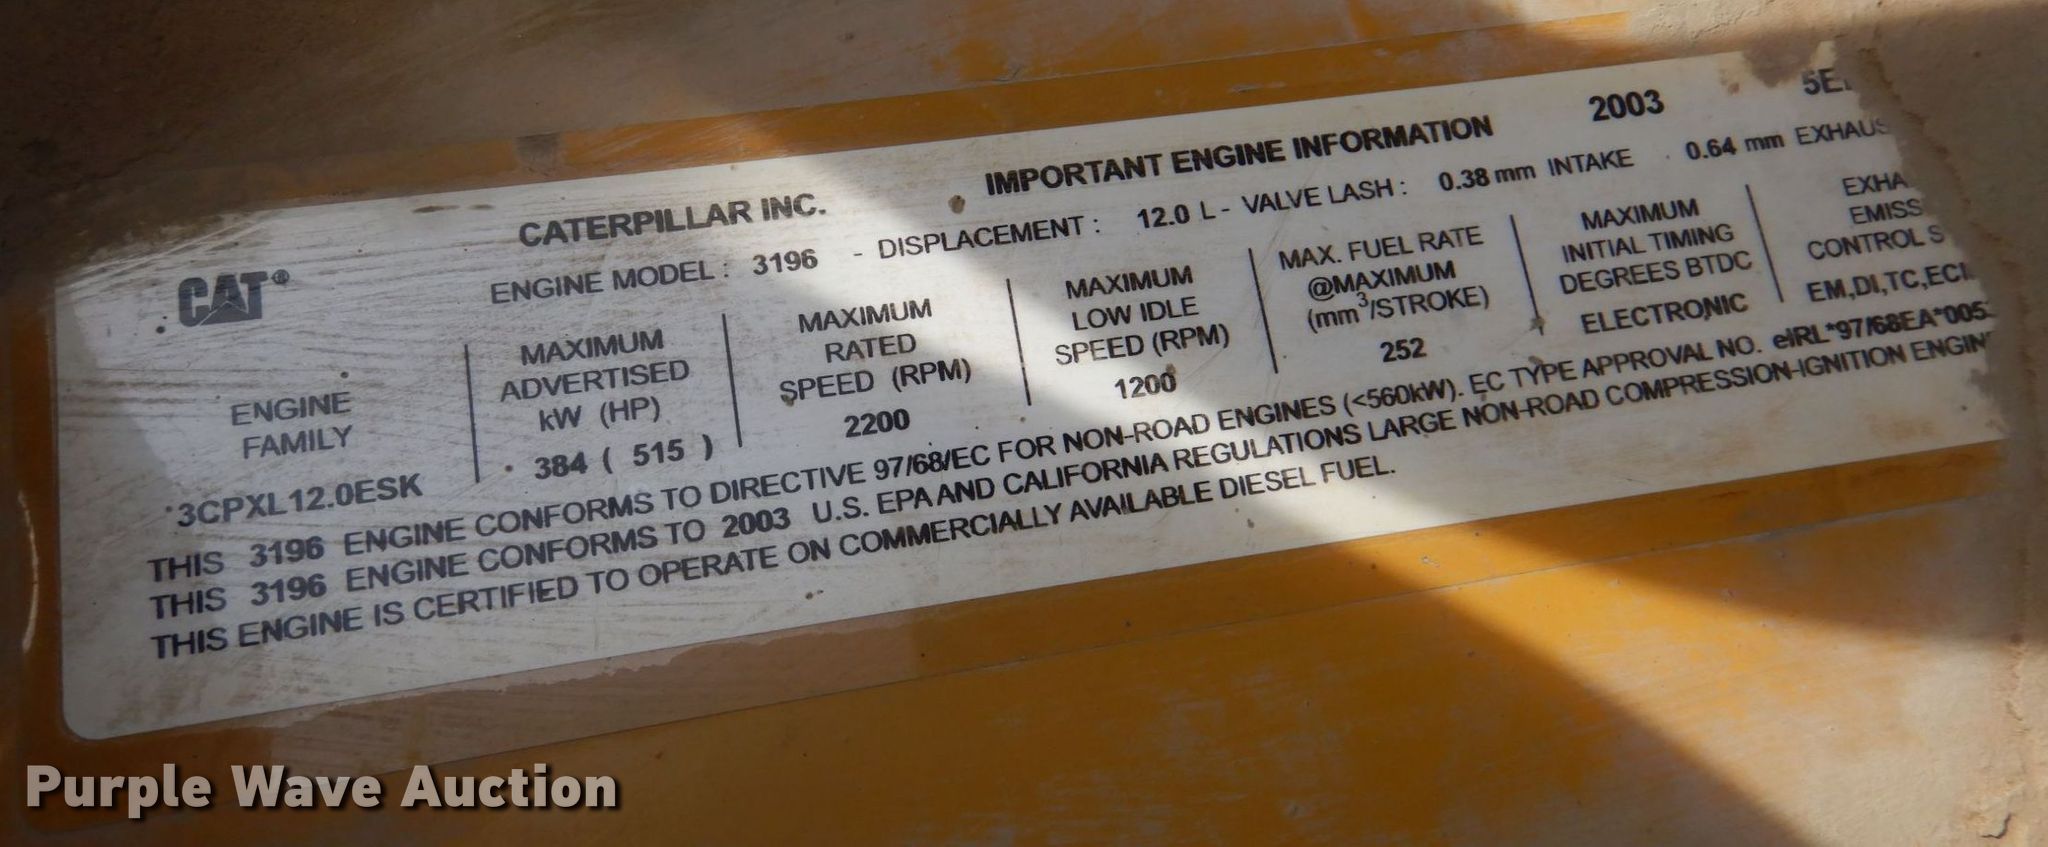 CATERPILLAR INC. IMPORTANT ENGINE INFORMATION 2003
CAT®
ENGINE MODEL : 3196 - DISPLACEMENT : 12.0 L - VALVE LASH : 0.38 mm INTAKE 0.64 mm
ENGINE
FAMILY
3CPXL12.0ESK
MAXIMUM
ADVERTISED
kW (HP)
384 ( 515 )
MAXIMUM
RATED
SPEED (RPM)
2200
MAXIMUM
LOW IDLE
SPEED (RPM)
1200
MAX. FUEL RATE
@MAXIMUM
(mm³/STROKE)
252
MAXIMUM
INITIAL TIMING
DEGREES BTDC
ELECTRONIC
CONTROL
EM,DI,TC,
THIS 3196 ENGINE CONFORMS TO DIRECTIVE 97/68/EC FOR NON-ROAD ENGINES (<560kW). EC TYPE APPROVAL NO.
THIS 3196 ENGINE CONFORMS TO 2003 U.S. EPA AND CALIFORNIA REGULATIONS LARGE NON-ROAD COMPRESSION-IGNITION
THIS ENGINE IS CERTIFIED TO OPERATE ON COMMERCIALLY AVAILABLE DIESEL FUEL.
Purple Wave Auction